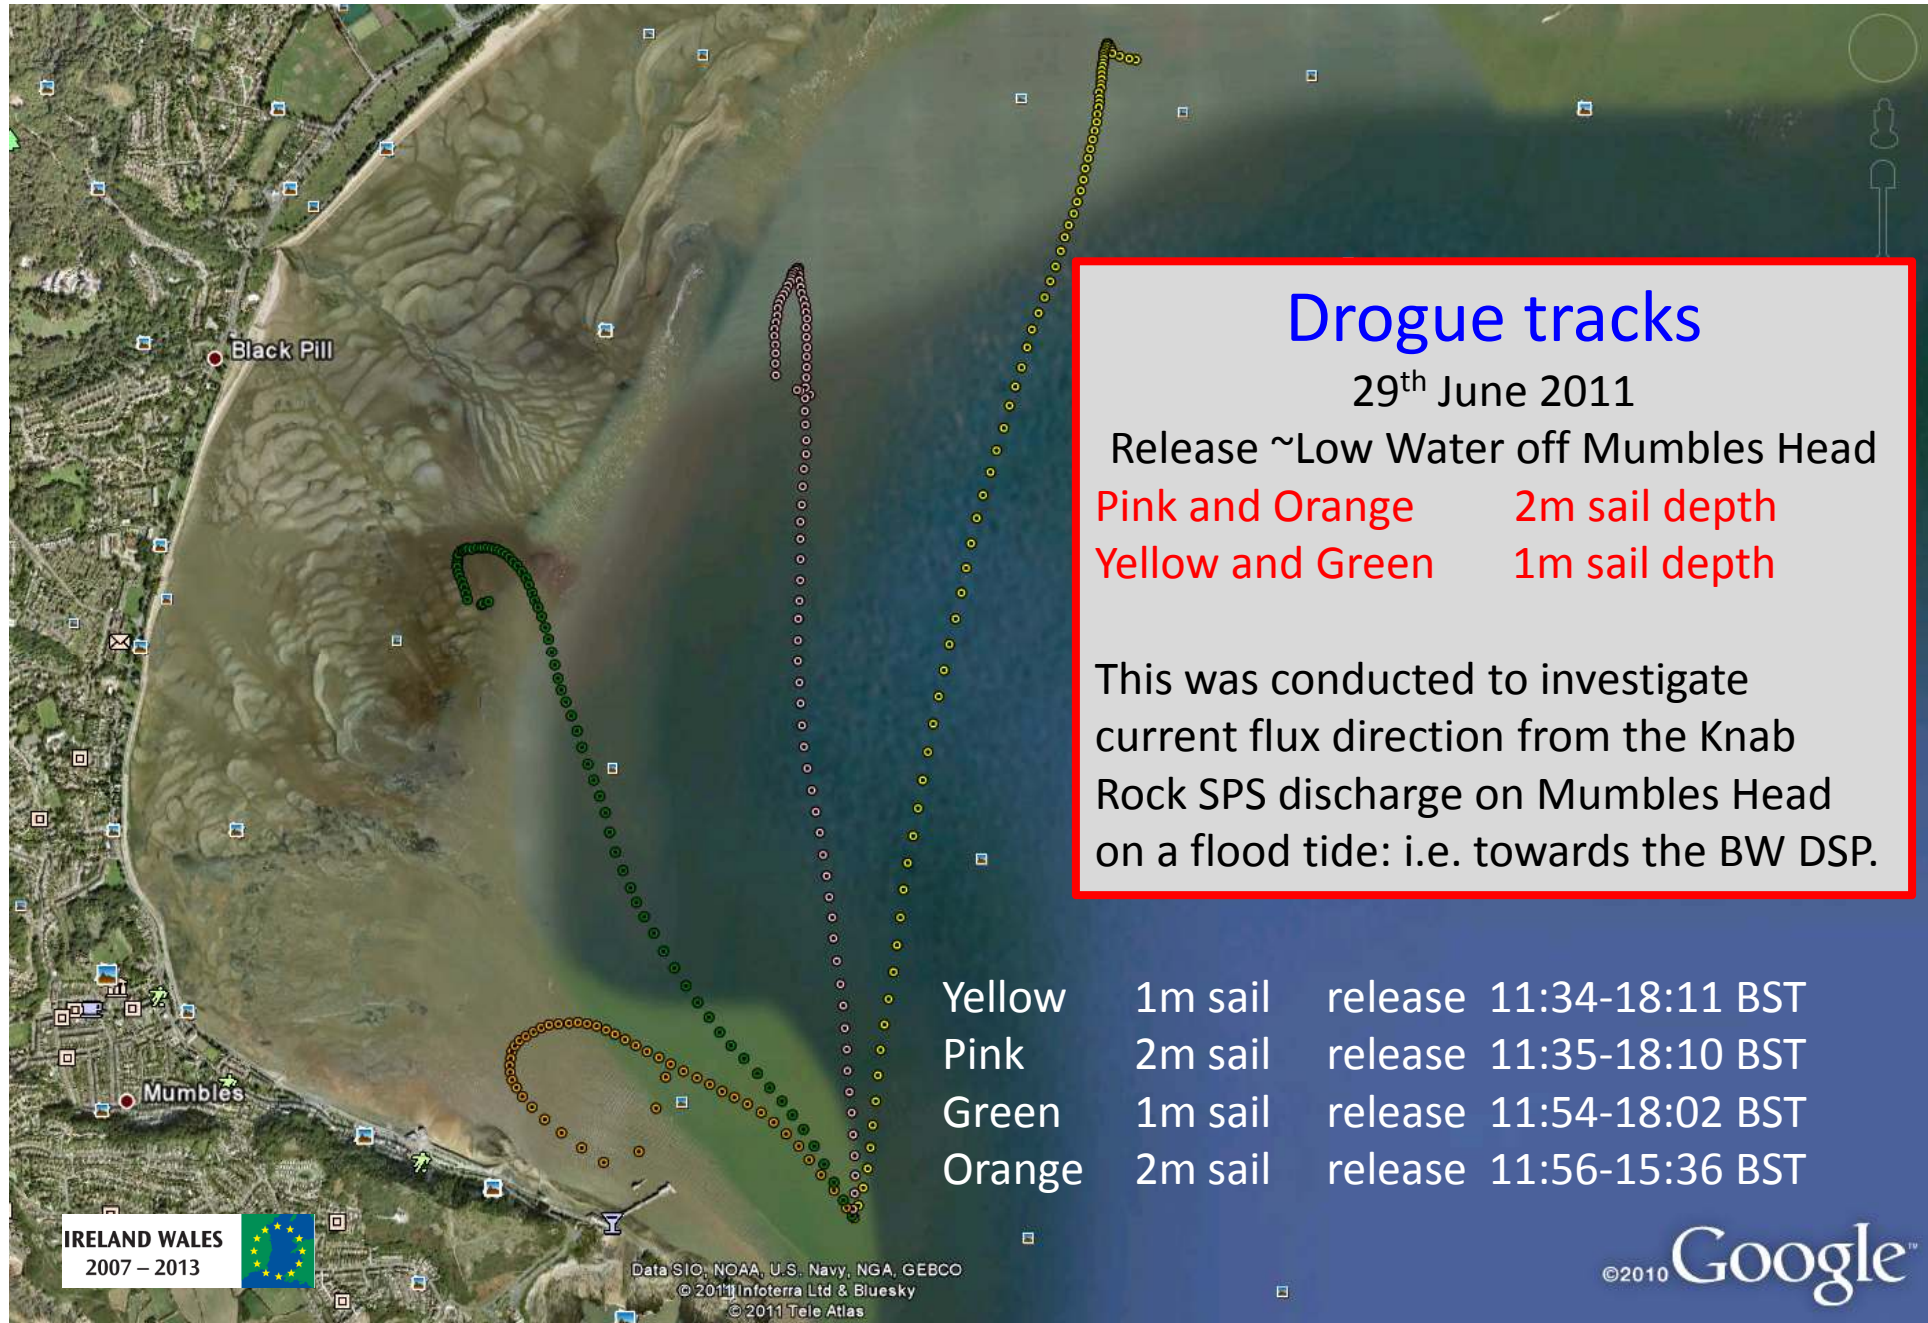 Black Pill
Drogue tracks
29th June 2011
Release ~Low Water off Mumbles Head
Pink and Orange 2m sail depth
Yellow and Green 1m sail depth
This was conducted to investigate
current flux direction from the Knab
Rock SPS discharge on Mumbles Head
on a flood tide: i.e. towards the BW DSP.
Yellow 1m sail release 11:34-18:11 BST
Pink 2m sail release 11:35-18:10 BST
Green 1m sail release 11:54-18:02 BST
Orange 2m sail release 11:56-15:36 BST
Mumbles
IRELAND WALES
2007 – 2013
Data SIO, NOAA, U.S. Navy, NGA, GEBCO
© 2011 Infoterra Ltd & Bluesky
© 2011 Tele Atlas
©2010 Google™